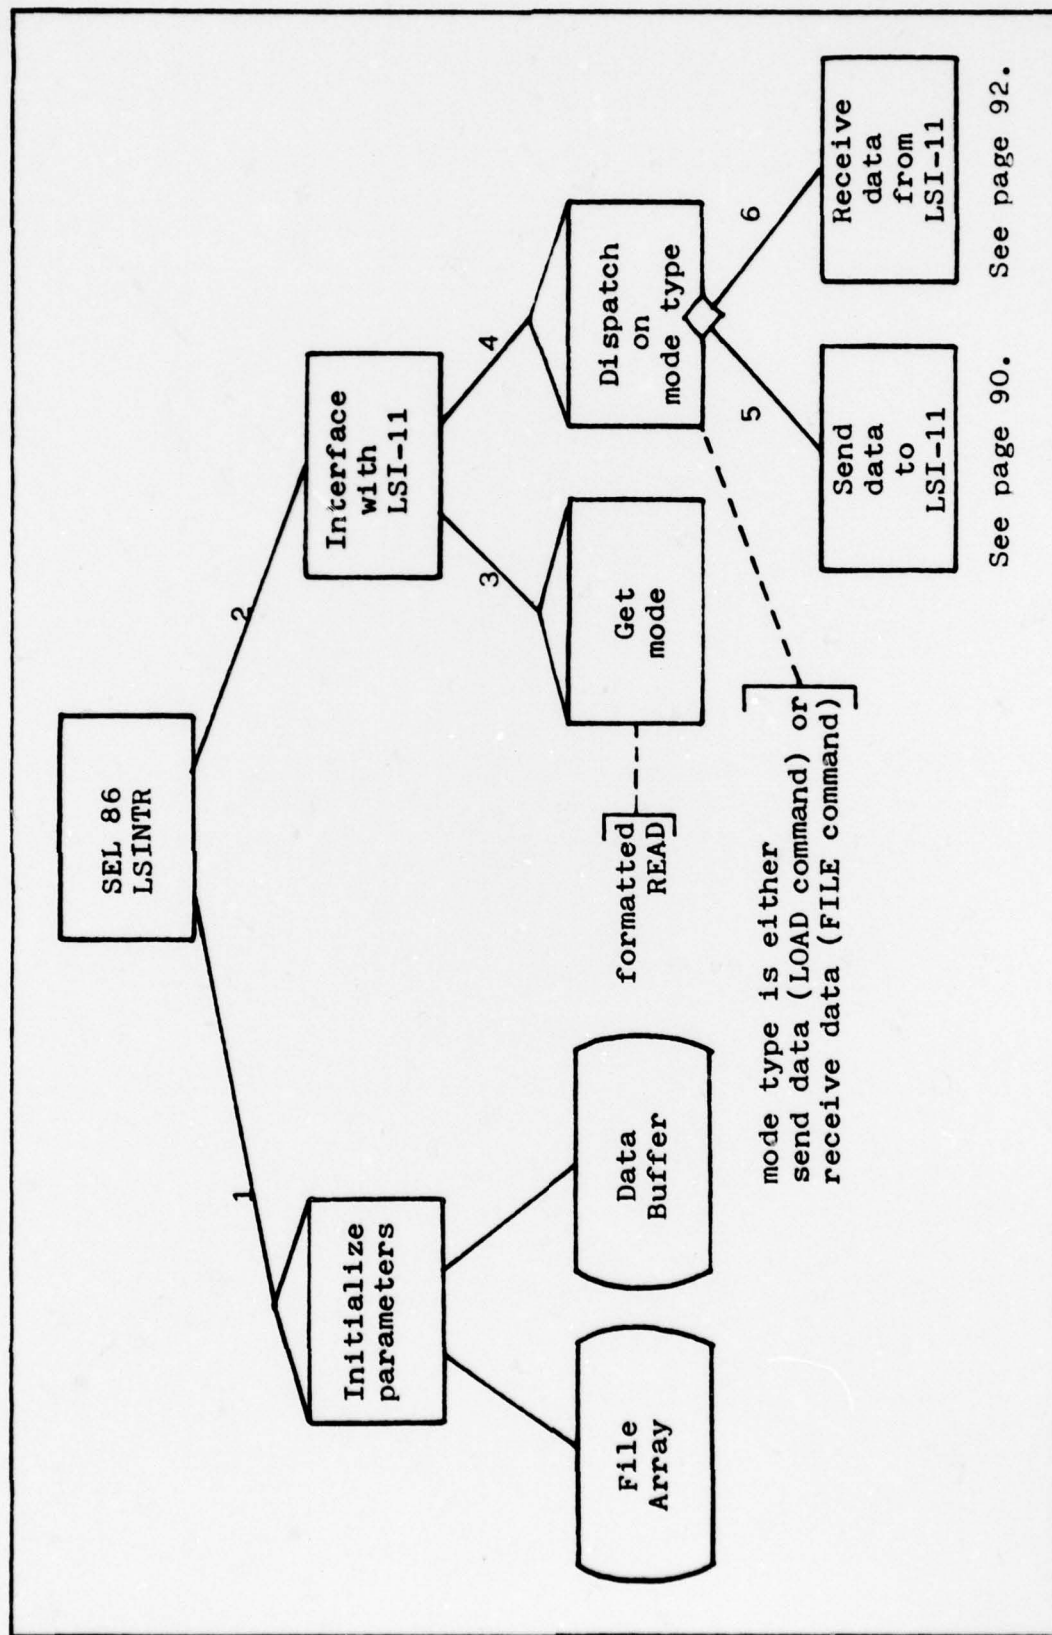 SEL 86
LSINTR
1
2
Initialize
parameters
Interface
with
LSI-11
3
4
File
Array
Data
Buffer
formatted
READ
Get
mode
Dispatch
on
mode type
mode type is either
send data (LOAD command) or
receive data (FILE command)
5
6
Send
data
to
LSI-11
Receive
data
from
LSI-11
See page 90.
See page 92.